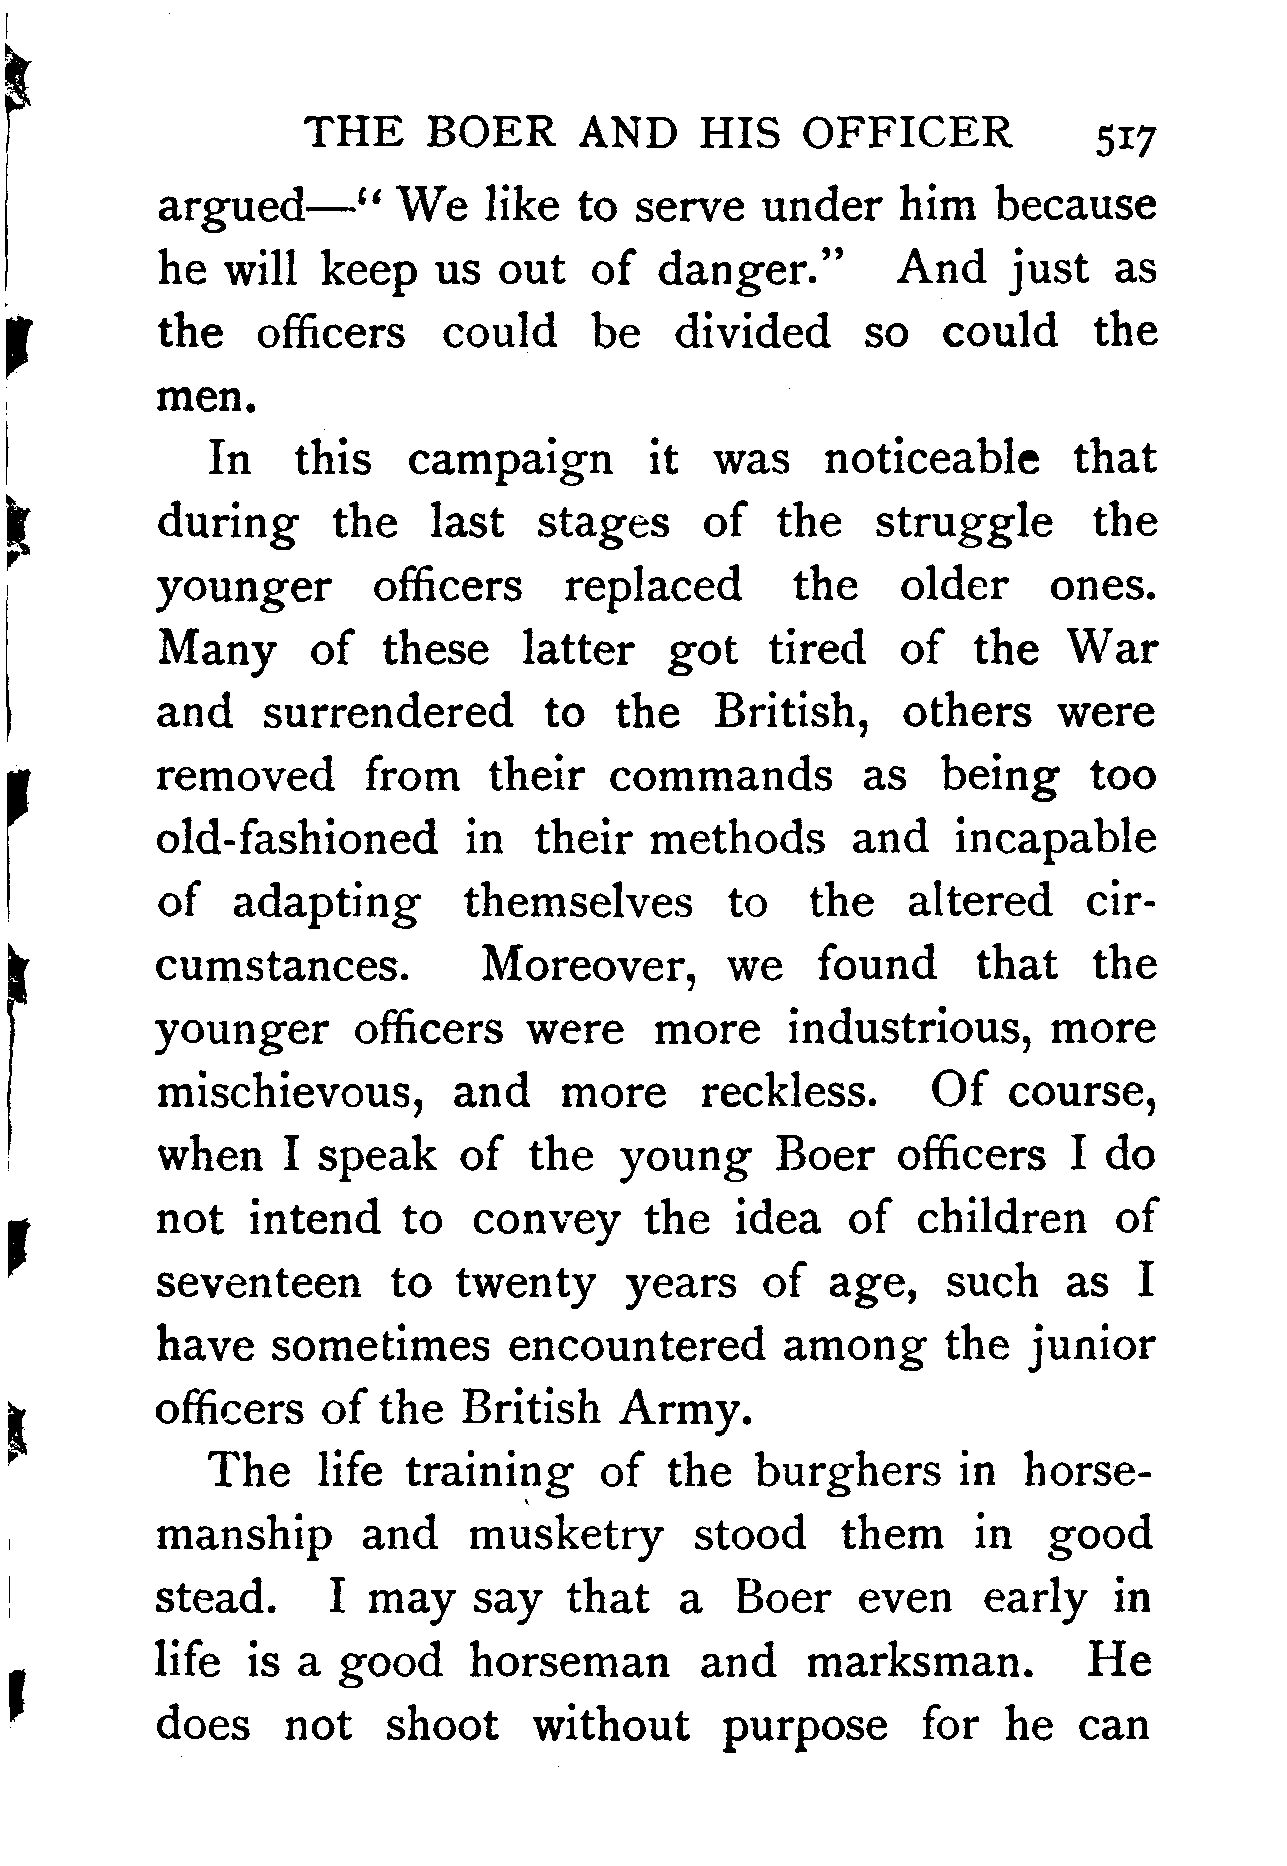 THE BOER AND HIS OFFICER 517
argued—" We like to serve under him because
he will keep us out of danger." And just as
the officers could be divided so could the
men.
In this campaign it was noticeable that
during the last stages of the struggle the
younger officers replaced the older ones.
Many of these latter got tired of the War
and surrendered to the British, others were
removed from their commands as being too
old-fashioned in their methods and incapable
of adapting themselves to the altered cir-
cumstances. Moreover, we found that the
younger officers were more industrious, more
mischievous, and more reckless. Of course,
when I speak of the young Boer officers I do
not intend to convey the idea of children of
seventeen to twenty years of age, such as I
have sometimes encountered among the junior
officers of the British Army.
The life training of the burghers in horse-
manship and musketry stood them in good
stead. I may say that a Boer even early in
life is a good horseman and marksman. He
does not shoot without purpose for he can